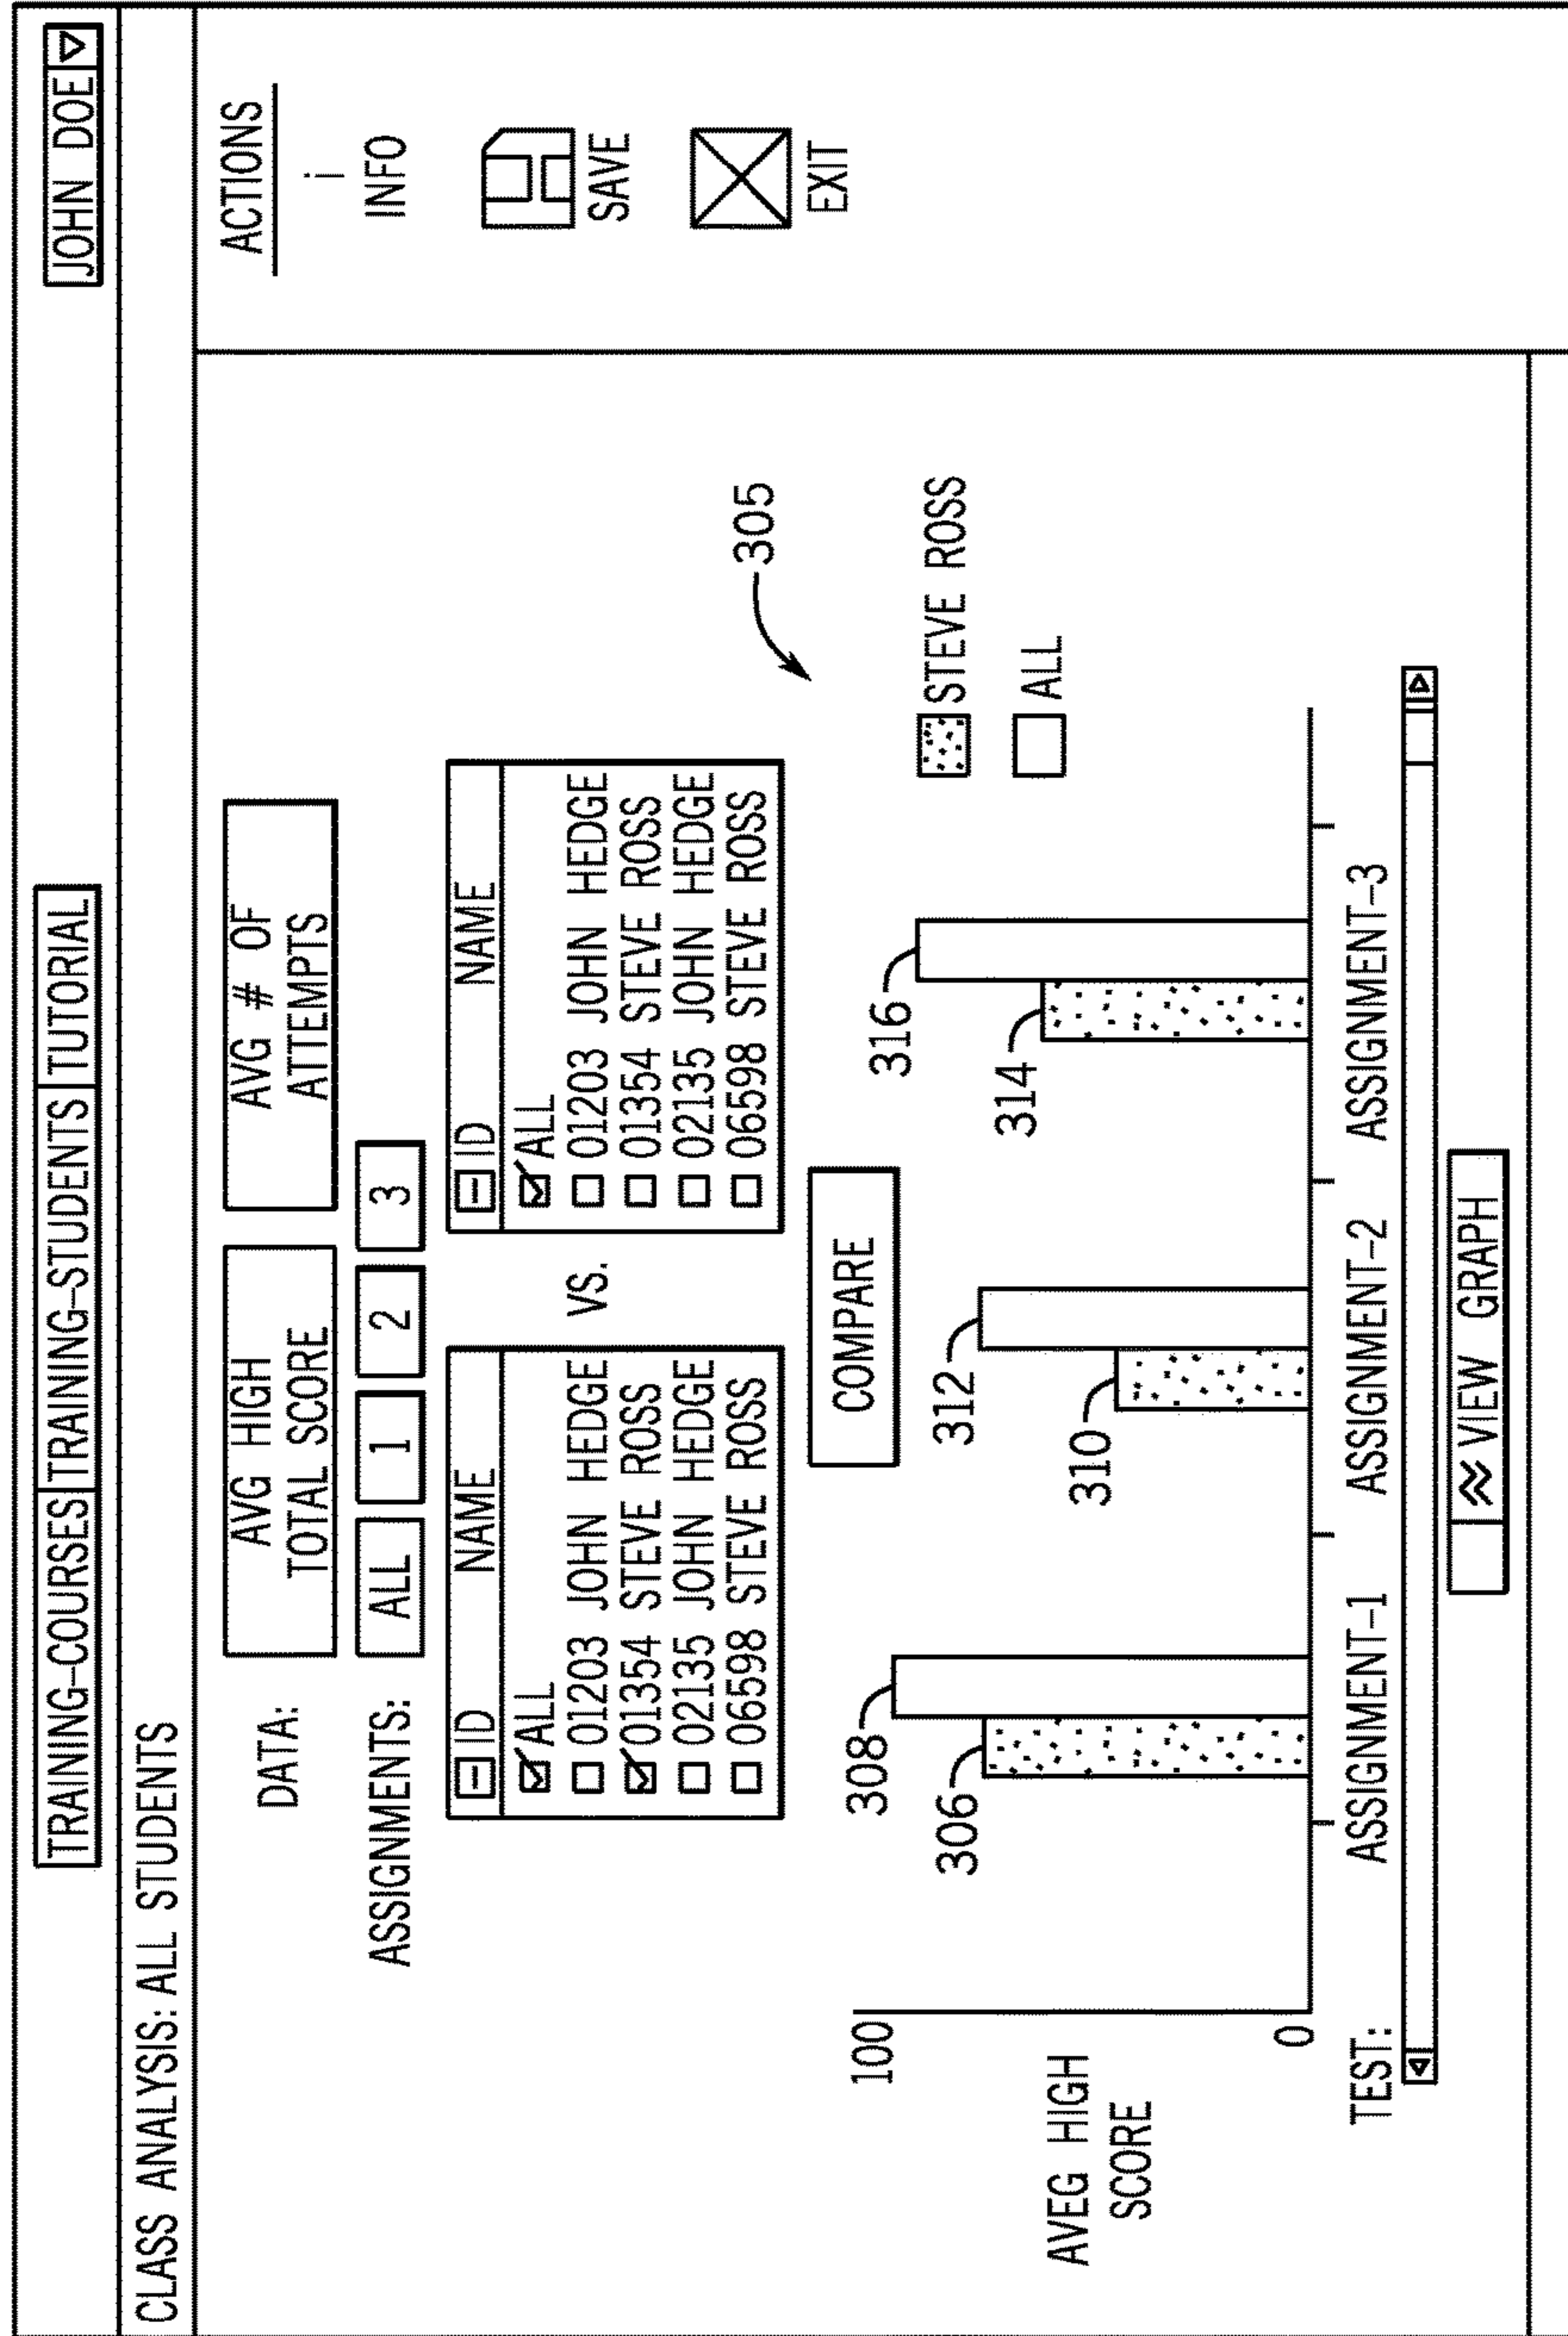 TRAINING-COURSES TRAINING-STUDENTS TUTORIAL
JOHN DOE
CLASS ANALYSIS: ALL STUDENTS
ACTIONS
i
INFO
SAVE
EXIT
DATA:
AVG HIGH
TOTAL SCORE
AVG # OF
ATTEMPTS
ASSIGNMENTS:
ALL 1 2 3
ID NAME
ALL
01203 JOHN HEDGE
01354 STEVE ROSS
02135 JOHN HEDGE
06598 STEVE ROSS
VS.
ID NAME
ALL
01203 JOHN HEDGE
01354 STEVE ROSS
02135 JOHN HEDGE
06598 STEVE ROSS
COMPARE
305
STEVE ROSS
ALL
AVEG HIGH
SCORE
100
0
308
306
312
310
316
314
TEST:
ASSIGNMENT-1 ASSIGNMENT-2 ASSIGNMENT-3
VIEW GRAPH